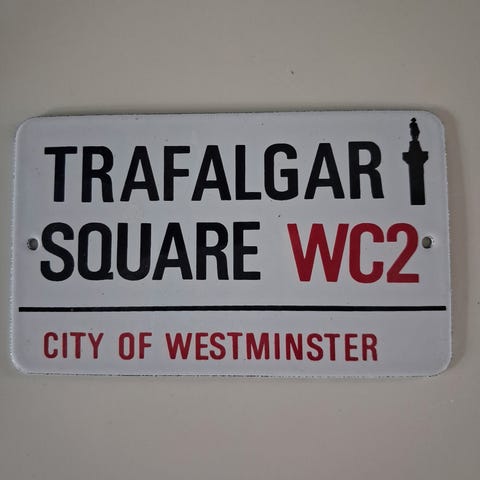 TRAFALGAR
SQUARE WC2
CITY OF WESTMINSTER